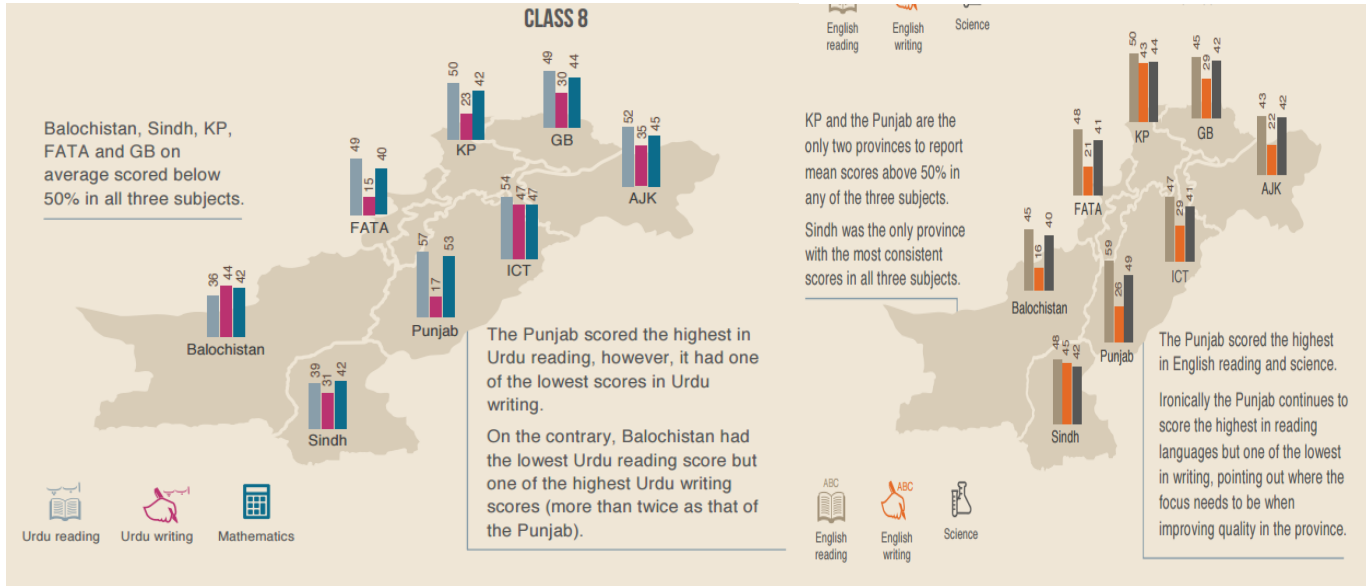 CLASS 8
Balochistan, Sindh, KP,
FATA and GB on
average scored below
50% in all three subjects.
50
23
42
KP
49
30
44
GB
52
35
45
AJK
49
15
40
FATA
54
47
47
ICT
57
17
53
Punjab
36
44
42
Balochistan
39
31
42
Sindh
The Punjab scored the highest in
Urdu reading, however, it had one
of the lowest scores in Urdu
writing.
On the contrary, Balochistan had
the lowest Urdu reading score but
one of the highest Urdu writing
scores (more than twice as that of
the Punjab).
Urdu reading
Urdu writing
Mathematics
English
reading
English
writing
Science
KP and the Punjab are the
only two provinces to report
mean scores above 50% in
any of the three subjects.
Sindh was the only province
with the most consistent
scores in all three subjects.
50
43
44
KP
45
29
42
GB
43
22
42
AJK
48
21
41
FATA
47
29
41
ICT
45
16
40
Balochistan
59
26
49
Punjab
48
45
42
Sindh
The Punjab scored the highest
in English reading and science.
Ironically the Punjab continues to
score the highest in reading
languages but one of the lowest
in writing, pointing out where the
focus needs to be when
improving quality in the province.
ABC
English
reading
ABC
English
writing
Science